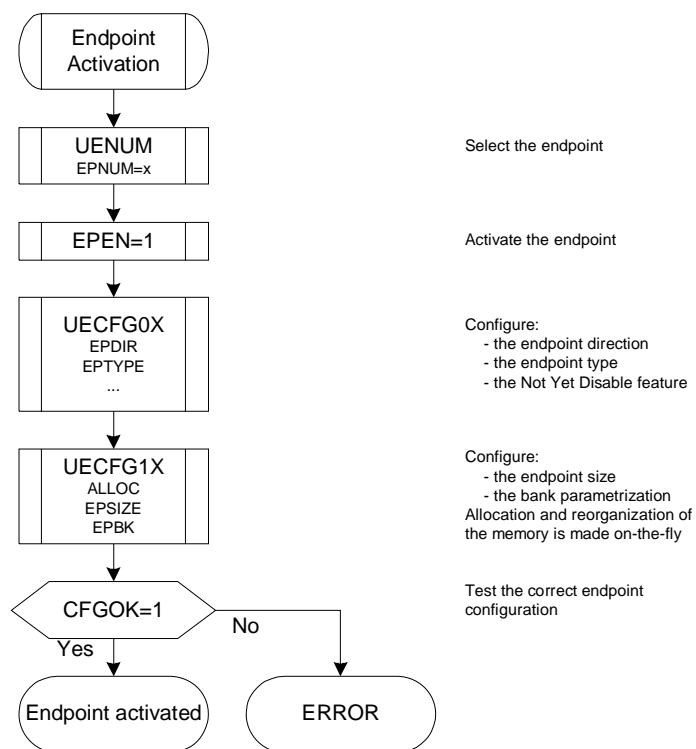 Endpoint
Activation
UENUM
EPNUM=x
Select the endpoint
EPEN=1
Activate the endpoint
UECFG0X
EPDIR
EPTYPE
...
Configure:
- the endpoint direction
- the endpoint type
- the Not Yet Disable feature
UECFG1X
ALLOC
EPSIZE
EPBK
Configure:
- the endpoint size
- the bank parametrization
Allocation and reorganization of
the memory is made on-the-fly
CFGOK=1
Test the correct endpoint
configuration
No
Yes
Endpoint activated
ERROR